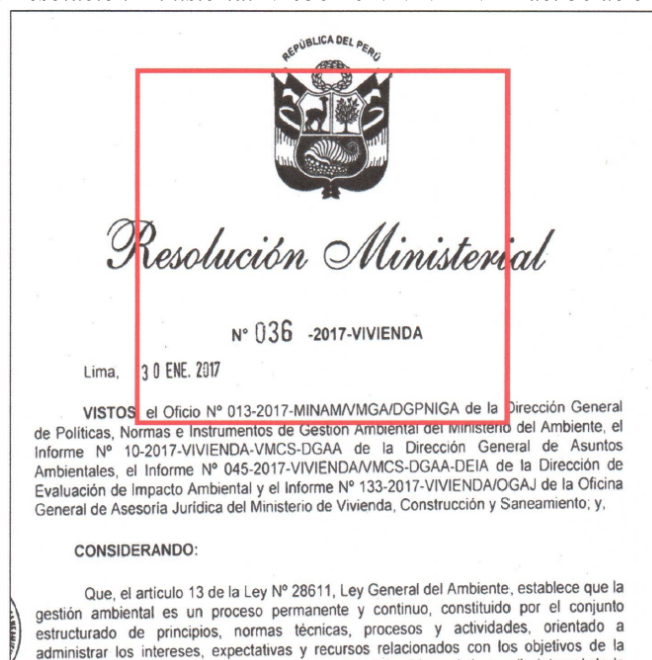 REPÚBLICA DEL PERÚ
Resolución Ministerial
N° 036 -2017-VIVIENDA
Lima, 30 ENE. 2017
VISTOS, el Oficio N° 013-2017-MINAM/VMGA/DGPNIGA de la Dirección General
de Políticas, Normas e Instrumentos de Gestión Ambiental del Ministerio del Ambiente, el
Informe N° 10-2017-VIVIENDA-VMCS-DGAA de la Dirección General de Asuntos
Ambientales, el Informe N° 045-2017-VIVIENDA/VMCS-DGAA-DEIA de la Dirección de
Evaluación de Impacto Ambiental y el Informe N° 133-2017-VIVIENDA/OGAJ de la Oficina
General de Asesoría Jurídica del Ministerio de Vivienda, Construcción y Saneamiento; y,
CONSIDERANDO:
Que, el artículo 13 de la Ley N° 28611, Ley General del Ambiente, establece que la
gestión ambiental es un proceso permanente y continuo, constituido por el conjunto
estructurado de principios, normas técnicas, procesos y actividades, orientado a
administrar los intereses, expectativas y recursos relacionados con los objetivos de la